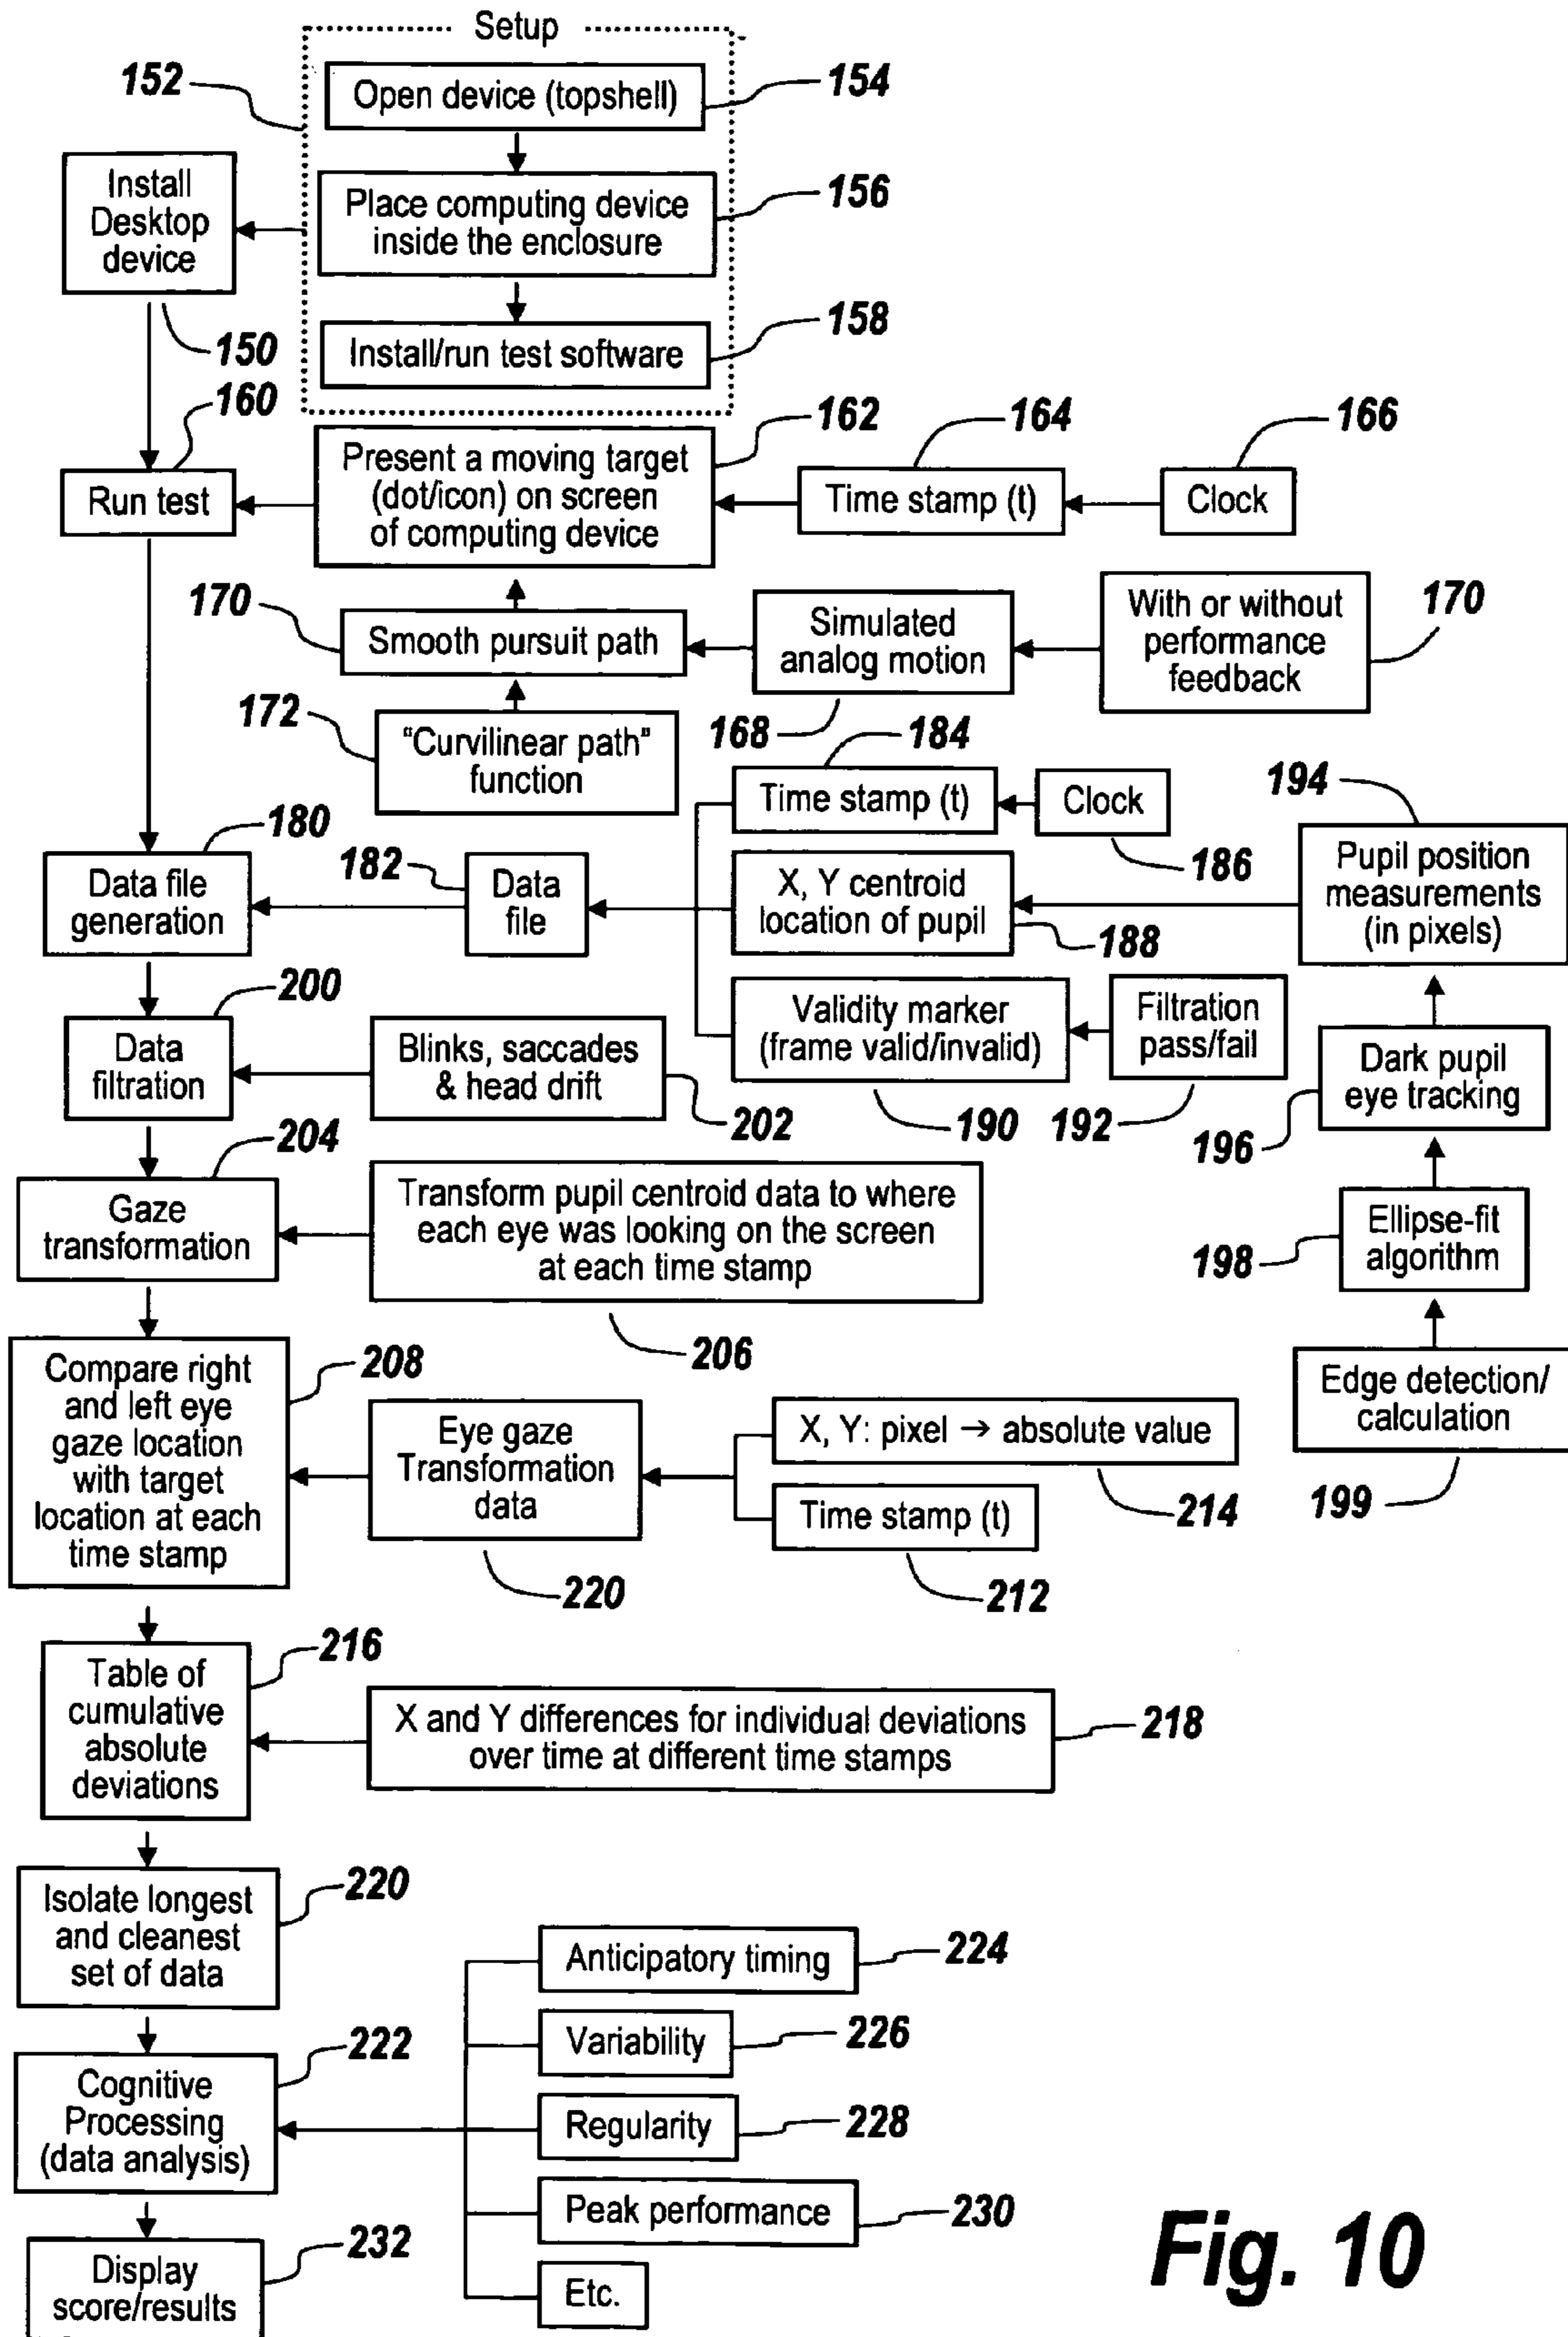 Setup
152
Open device (topshell)
154
Install
Desktop
device
Place computing device
inside the enclosure
156
150
Install/run test software
158
160
Run test
Present a moving target
(dot/icon) on screen
of computing device
162
Time stamp (t)
164
Clock
166
170
Smooth pursuit path
Simulated
analog motion
168
With or without
performance
feedback
170
172
"Curvilinear path"
function
184
Time stamp (t)
Clock
186
194
Pupil position
measurements
(in pixels)
180
Data file
generation
182
Data
file
X, Y centroid
location of pupil
188
200
Data
filtration
Blinks, saccades
& head drift
202
Validity marker
(frame valid/invalid)
190
Filtration
pass/fail
192
Dark pupil
eye tracking
196
204
Gaze
transformation
Transform pupil centroid data to where
each eye was looking on the screen
at each time stamp
206
Ellipse-fit
algorithm
198
Compare right
and left eye
gaze location
with target
location at each
time stamp
208
Eye gaze
Transformation
data
220
X, Y: pixel → absolute value
214
Time stamp (t)
212
Edge detection/
calculation
199
216
Table of
cumulative
absolute
deviations
X and Y differences for individual deviations
over time at different time stamps
218
Isolate longest
and cleanest
set of data
220
Cognitive
Processing
(data analysis)
222
Anticipatory timing
224
Variability
226
Regularity
228
Peak performance
230
Etc.
Display
score/results
232
Fig. 10